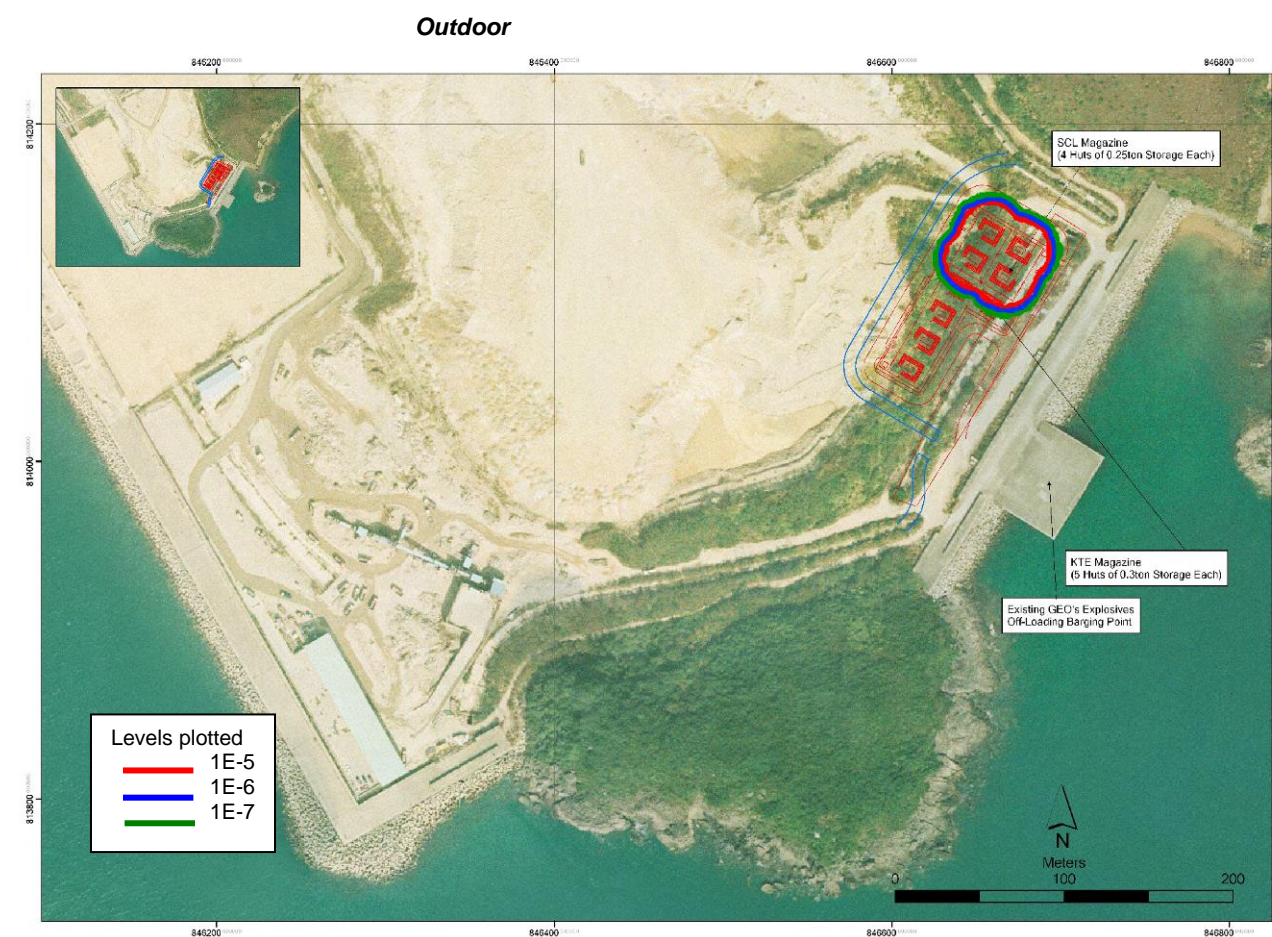 Outdoor
846200
846400
846600
846800
814200
SCL Magazine
(4 Huts of 0.25ton Storage Each)
814000
KTE Magazine
(5 Huts of 0.3ton Storage Each)
Existing GEO's Explosives
Off-Loading Barging Point
Levels plotted
1E-5
1E-6
1E-7
813800
N
Meters
0 100 200
846200
846400
846600
846800